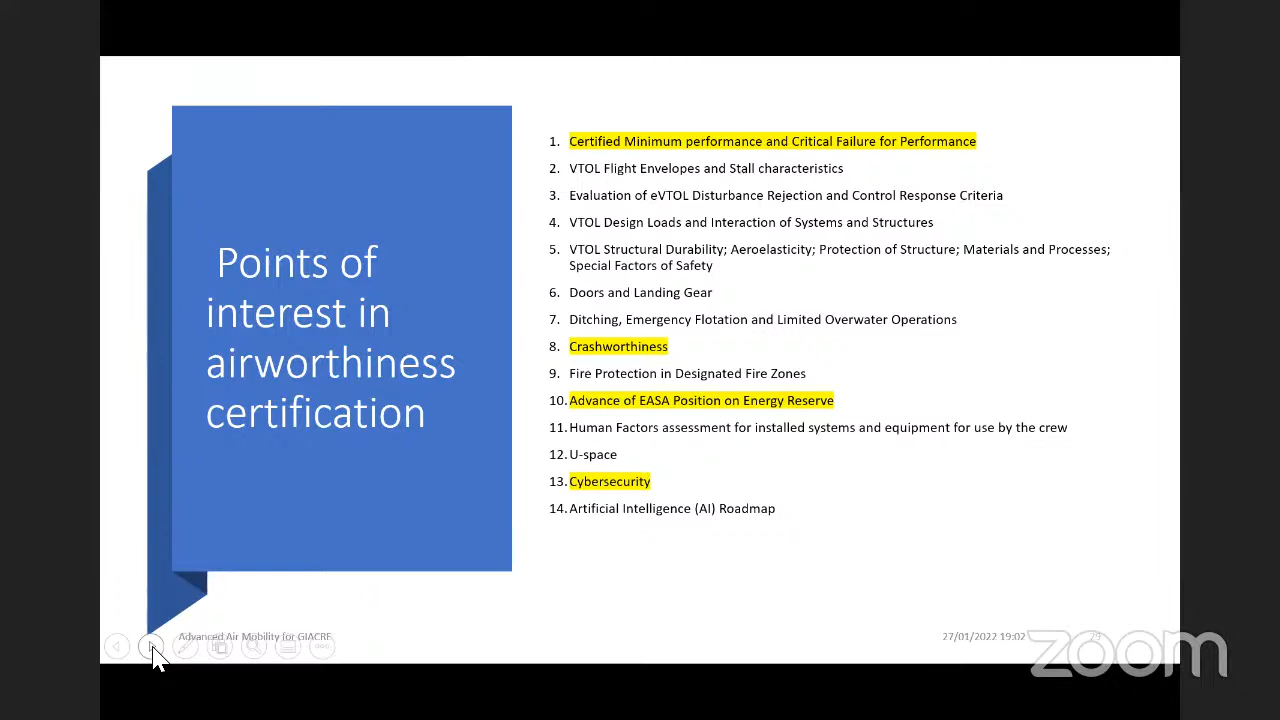 Points of
interest in
airworthiness
certification
1. Certified Minimum performance and Critical Failure for Performance
2. VTOL Flight Envelopes and Stall characteristics
3. Evaluation of eVTOL Disturbance Rejection and Control Response Criteria
4. VTOL Design Loads and Interaction of Systems and Structures
5. VTOL Structural Durability; Aeroelasticity; Protection of Structure; Materials and Processes;
Special Factors of Safety
6. Doors and Landing Gear
7. Ditching, Emergency Flotation and Limited Overwater Operations
8. Crashworthiness
9. Fire Protection in Designated Fire Zones
10. Advance of EASA Position on Energy Reserve
11. Human Factors assessment for installed systems and equipment for use by the crew
12. U-space
13. Cybersecurity
14. Artificial Intelligence (AI) Roadmap
Advanced Air Mobility for GIACRE
27/01/2022 19:02
29
zoom